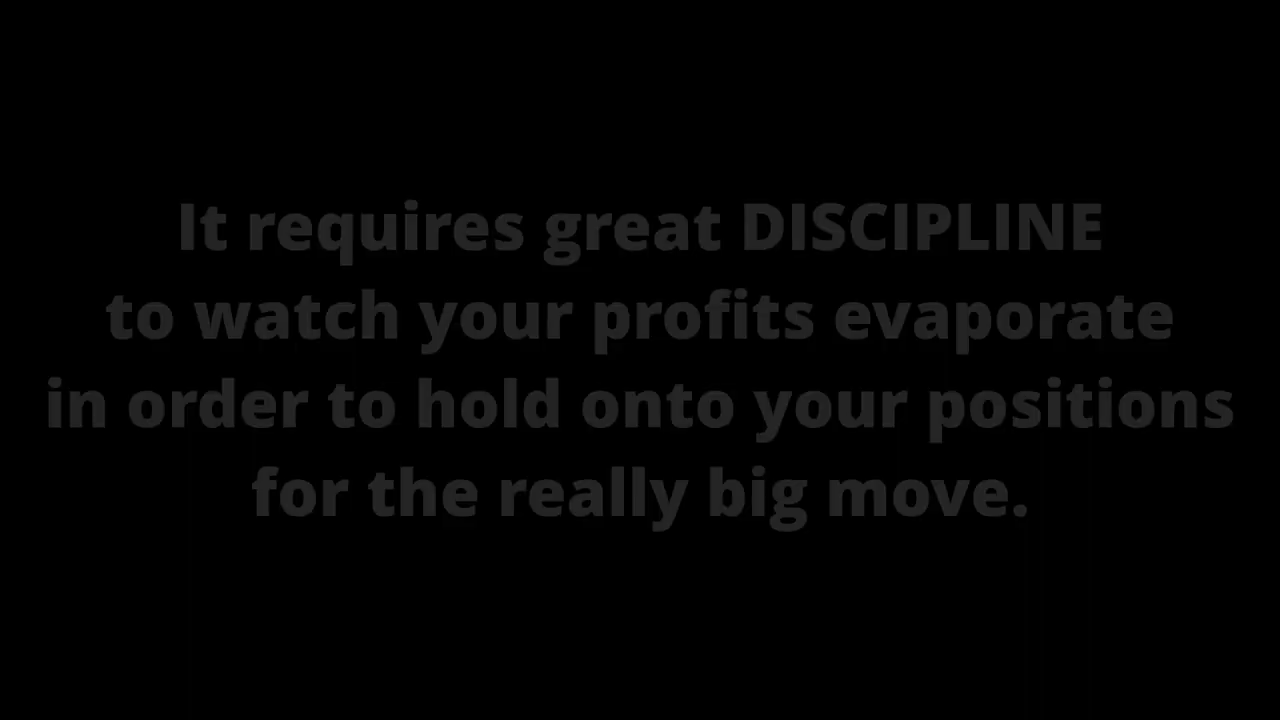 It requires great DISCIPLINE
to watch your profits evaporate
in order to hold onto your positions
for the really big move.